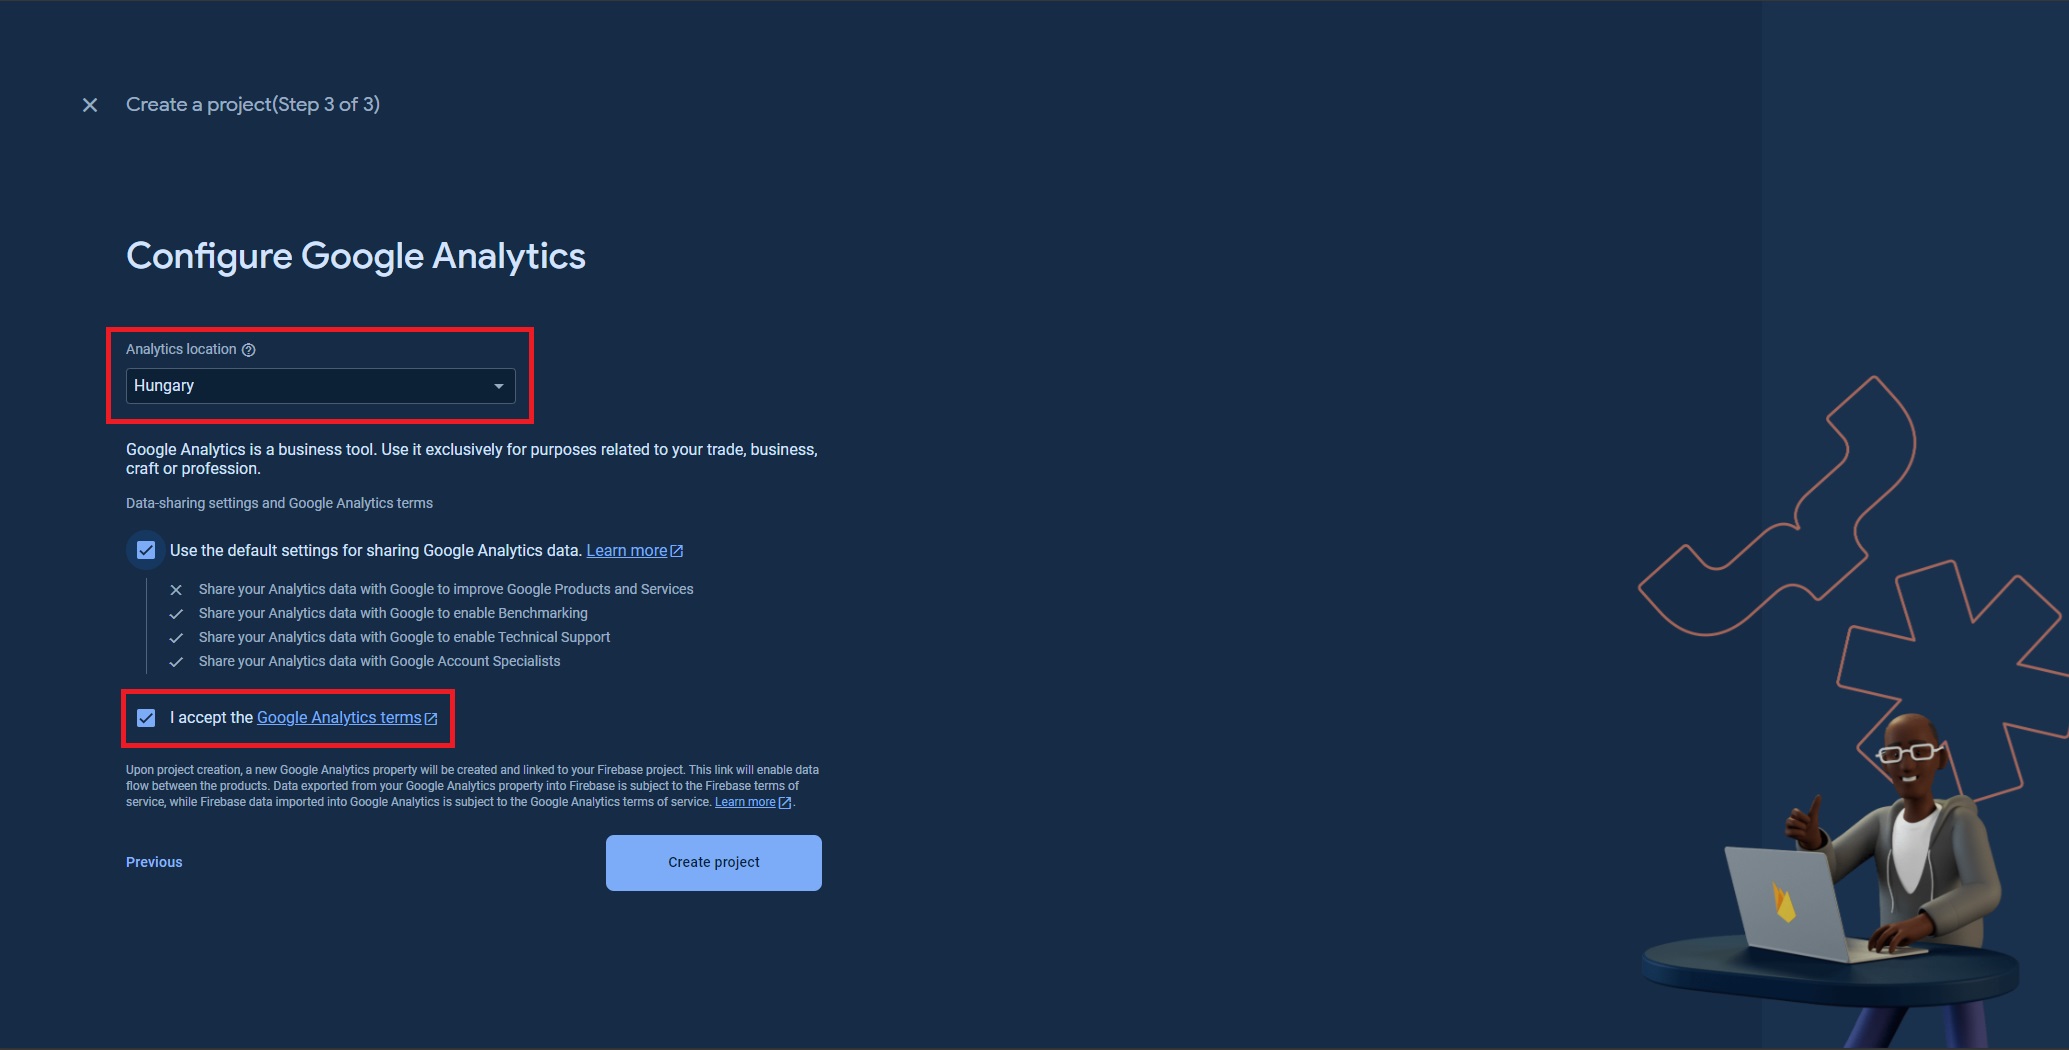 Create a project(Step 3 of 3)
Configure Google Analytics
Analytics location
Hungary
Google Analytics is a business tool. Use it exclusively for purposes related to your trade, business,
craft or profession.
Data-sharing settings and Google Analytics terms
Use the default settings for sharing Google Analytics data. Learn more
Share your Analytics data with Google to improve Google Products and Services
Share your Analytics data with Google to enable Benchmarking
Share your Analytics data with Google to enable Technical Support
Share your Analytics data with Google Account Specialists
I accept the Google Analytics terms
Upon project creation, a new Google Analytics property will be created and linked to your Firebase project. This link will enable data
flow between the products. Data exported from your Google Analytics property into Firebase is subject to the Firebase terms of
service, while Firebase data imported into Google Analytics is subject to the Google Analytics terms of service. Learn more.
Previous
Create project